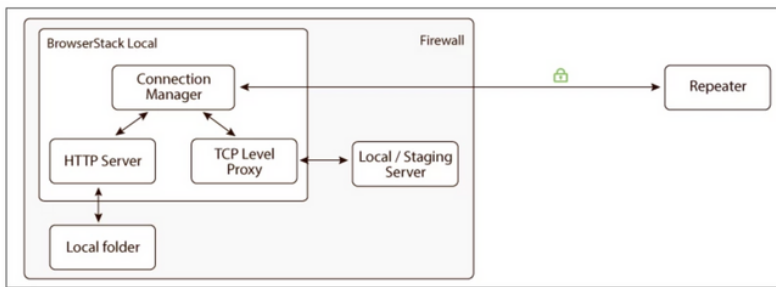 BrowserStack Local
Firewall
Connection
Manager
Repeater
HTTP Server
TCP Level
Proxy
Local / Staging
Server
Local folder